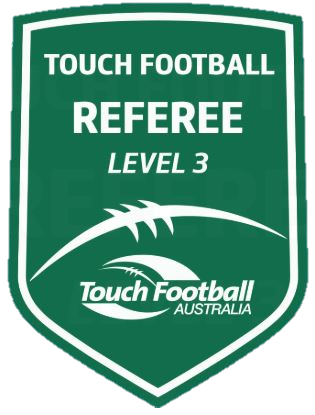 TOUCH FOOTBALL
REFEREE
LEVEL 3
Touch Football
AUSTRALIA